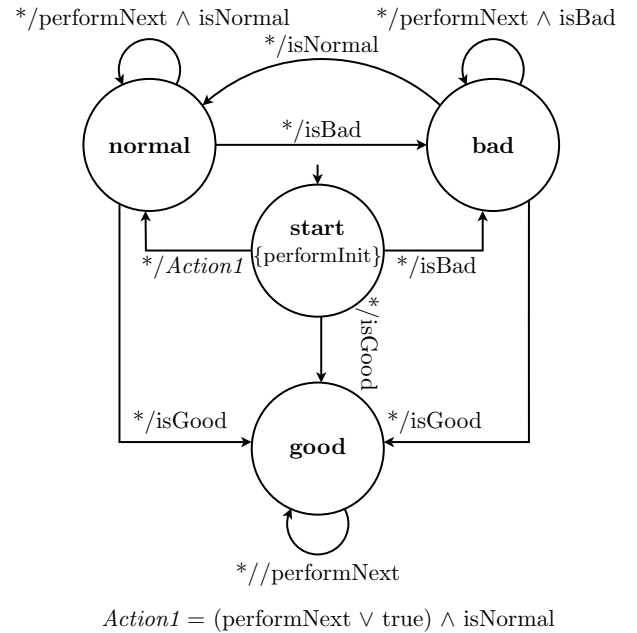 */performNext ∧ isNormal
*/performNext ∧ isBad
*/isNormal
*/isBad
normal
bad
start
{performInit}
*/Action1
*/isBad
*/isGood
*/isGood
*/isGood
good
*//performNext
Action1 = (performNext ∨ true) ∧ isNormal